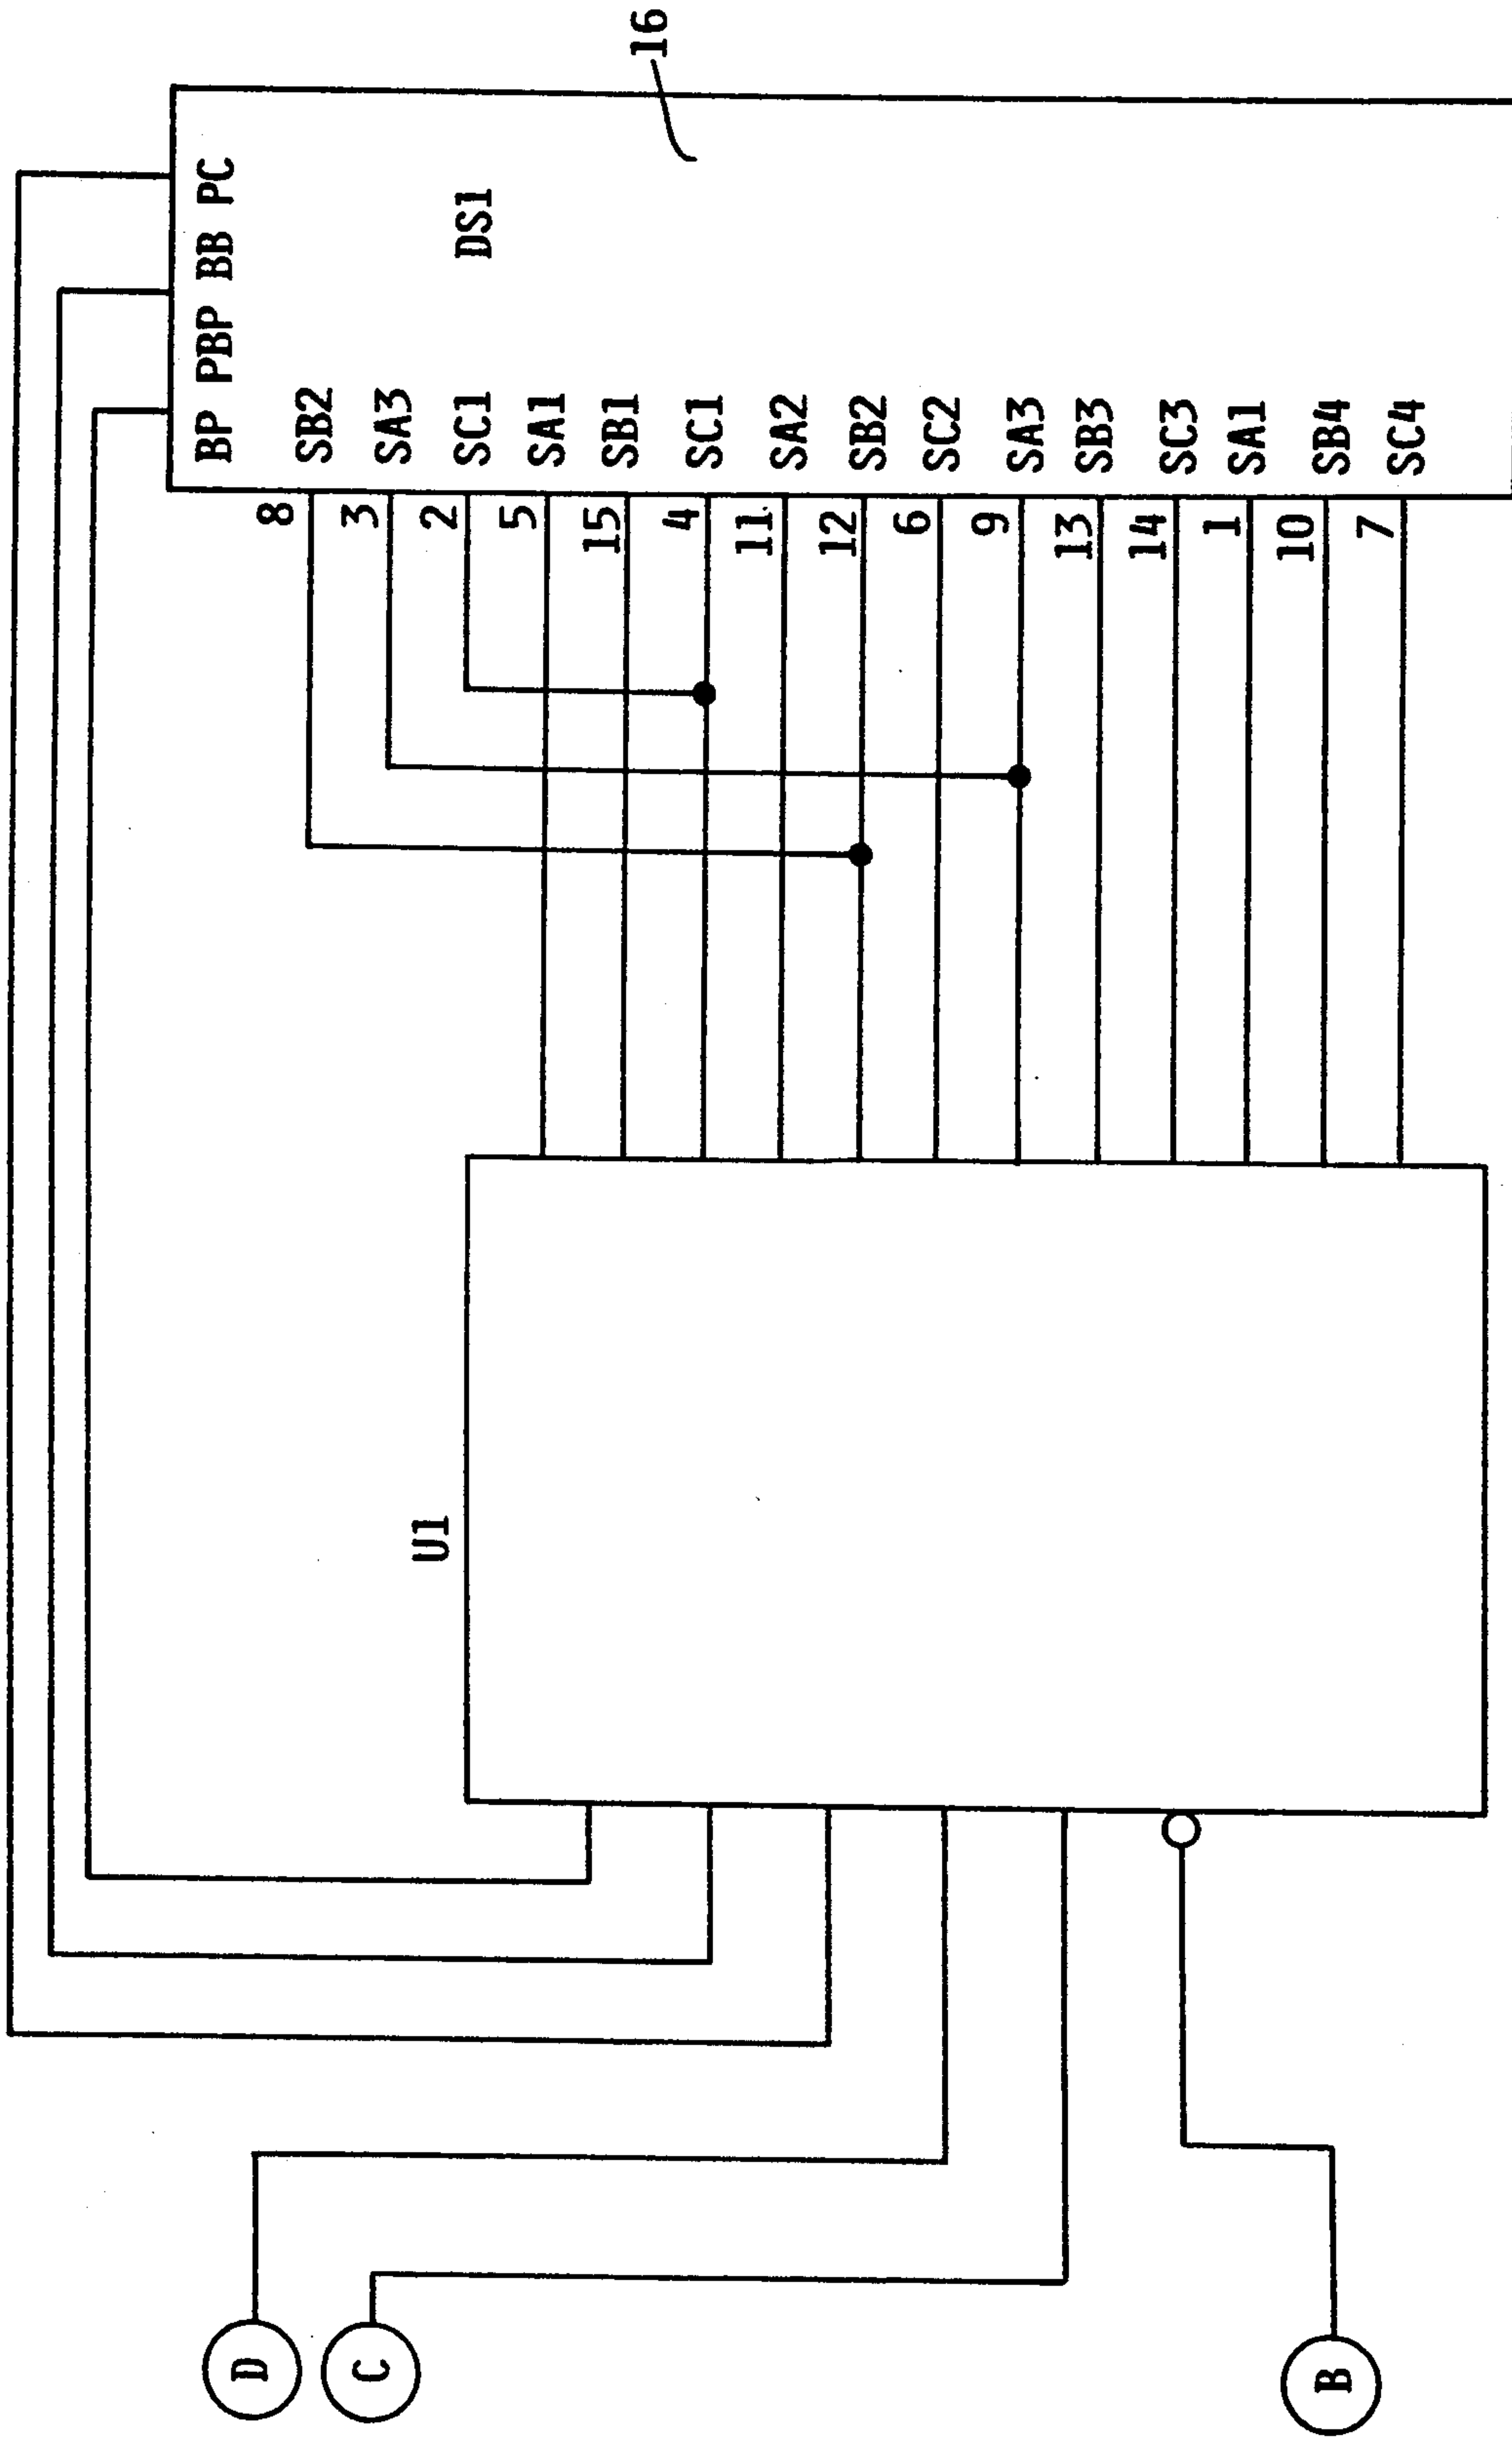 16
BP PBP BB PC
DS1
8 SB2
3 SA3
2 SC1
5 SA1
15 SB1
4 SC1
11 SA2
12 SB2
6 SC2
9 SA3
13 SB3
14 SC3
1 SA1
10 SB4
7 SC4
U1
D
C
B